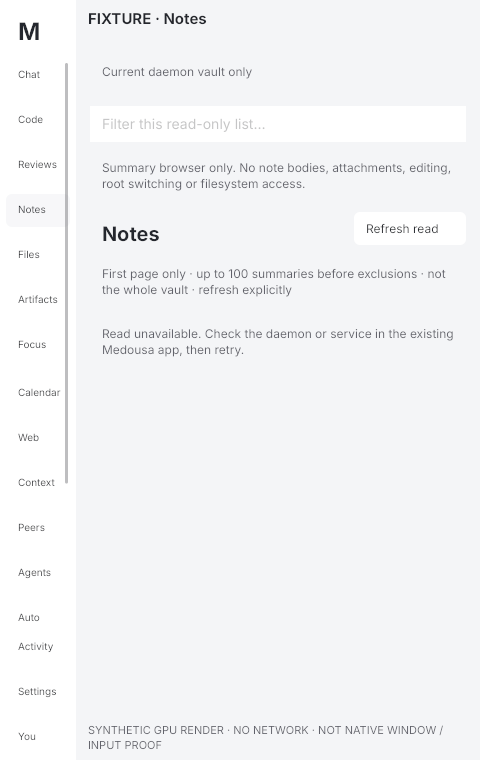 M
Chat
Code
Reviews
Notes
Files
Artifacts
Focus
Calendar
Web
Context
Peers
Agents
Auto
Activity
Settings
You
FIXTURE · Notes
Current daemon vault only
Filter this read-only list...
Summary browser only. No note bodies, attachments, editing,
root switching or filesystem access.
Notes
Refresh read
First page only · up to 100 summaries before exclusions · not
the whole vault · refresh explicitly
Read unavailable. Check the daemon or service in the existing
Medousa app, then retry.
SYNTHETIC GPU RENDER · NO NETWORK · NOT NATIVE WINDOW /
INPUT PROOF